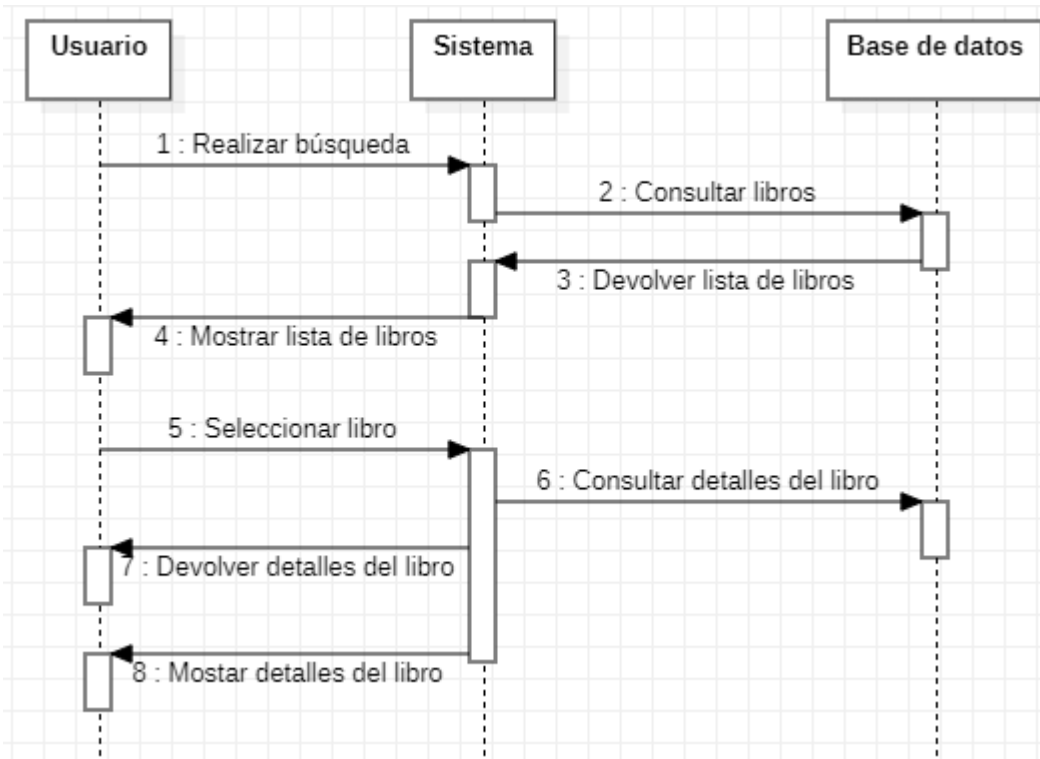 Usuario
Sistema
Base de datos
1 : Realizar búsqueda
2 : Consultar libros
3 : Devolver lista de libros
4 : Mostrar lista de libros
5 : Seleccionar libro
6 : Consultar detalles del libro
7 : Devolver detalles del libro
8 : Mostar detalles del libro